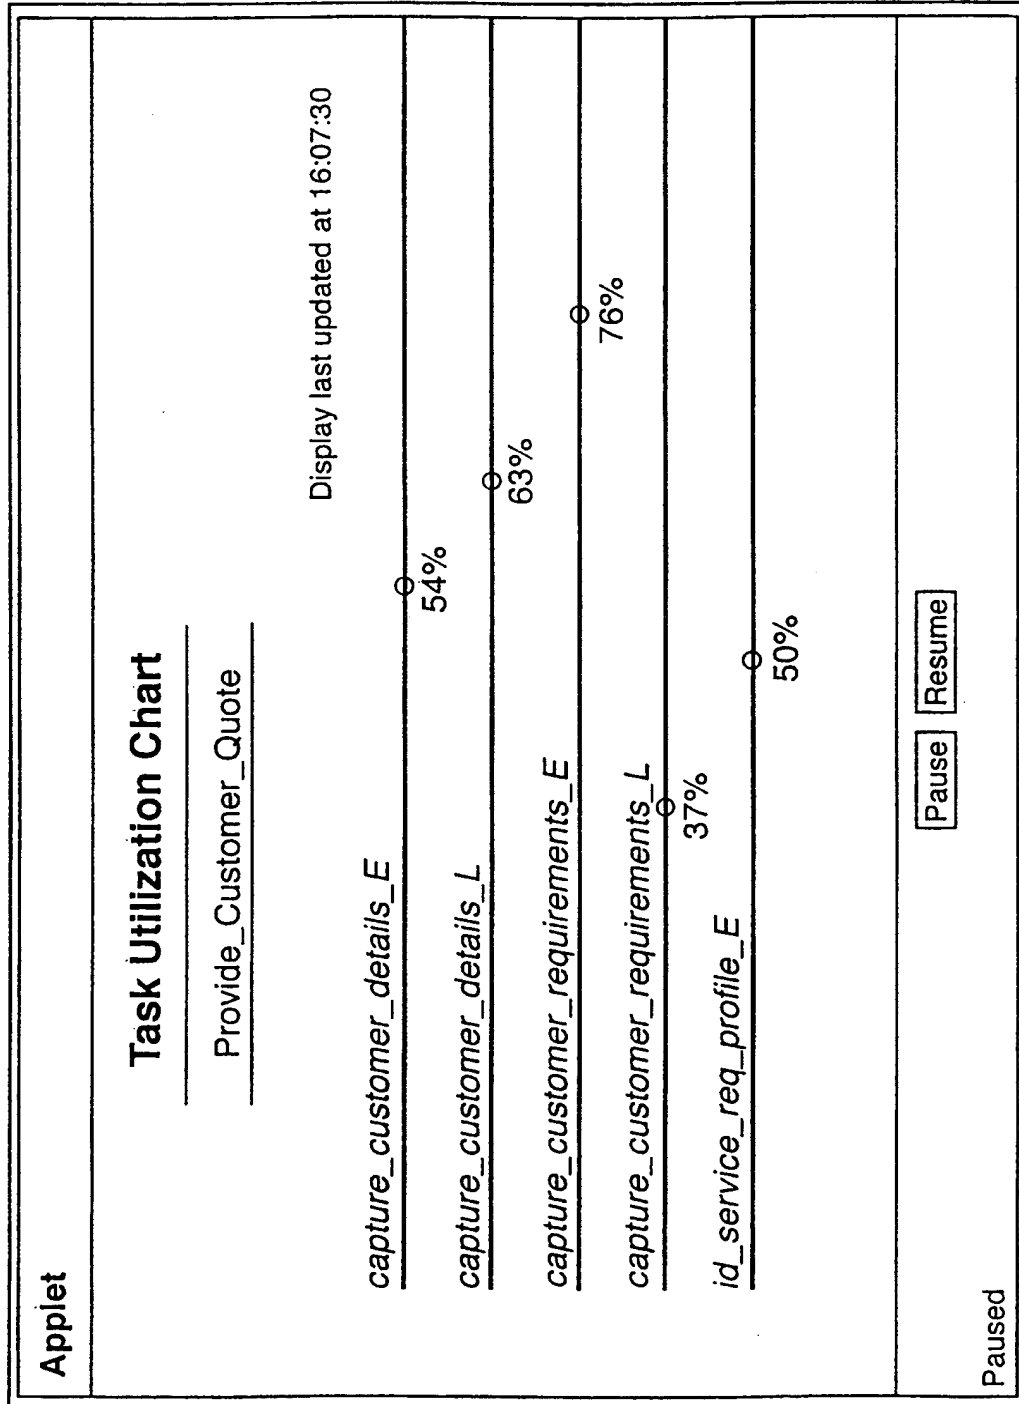 Applet
Task Utilization Chart
Provide_Customer_Quote
Display last updated at 16:07:30
capture_customer_details_E
54%
capture_customer_details_L
63%
capture_customer_requirements_E
76%
capture_customer_requirements_L
37%
id_service_req_profile_E
50%
Pause Resume
Paused